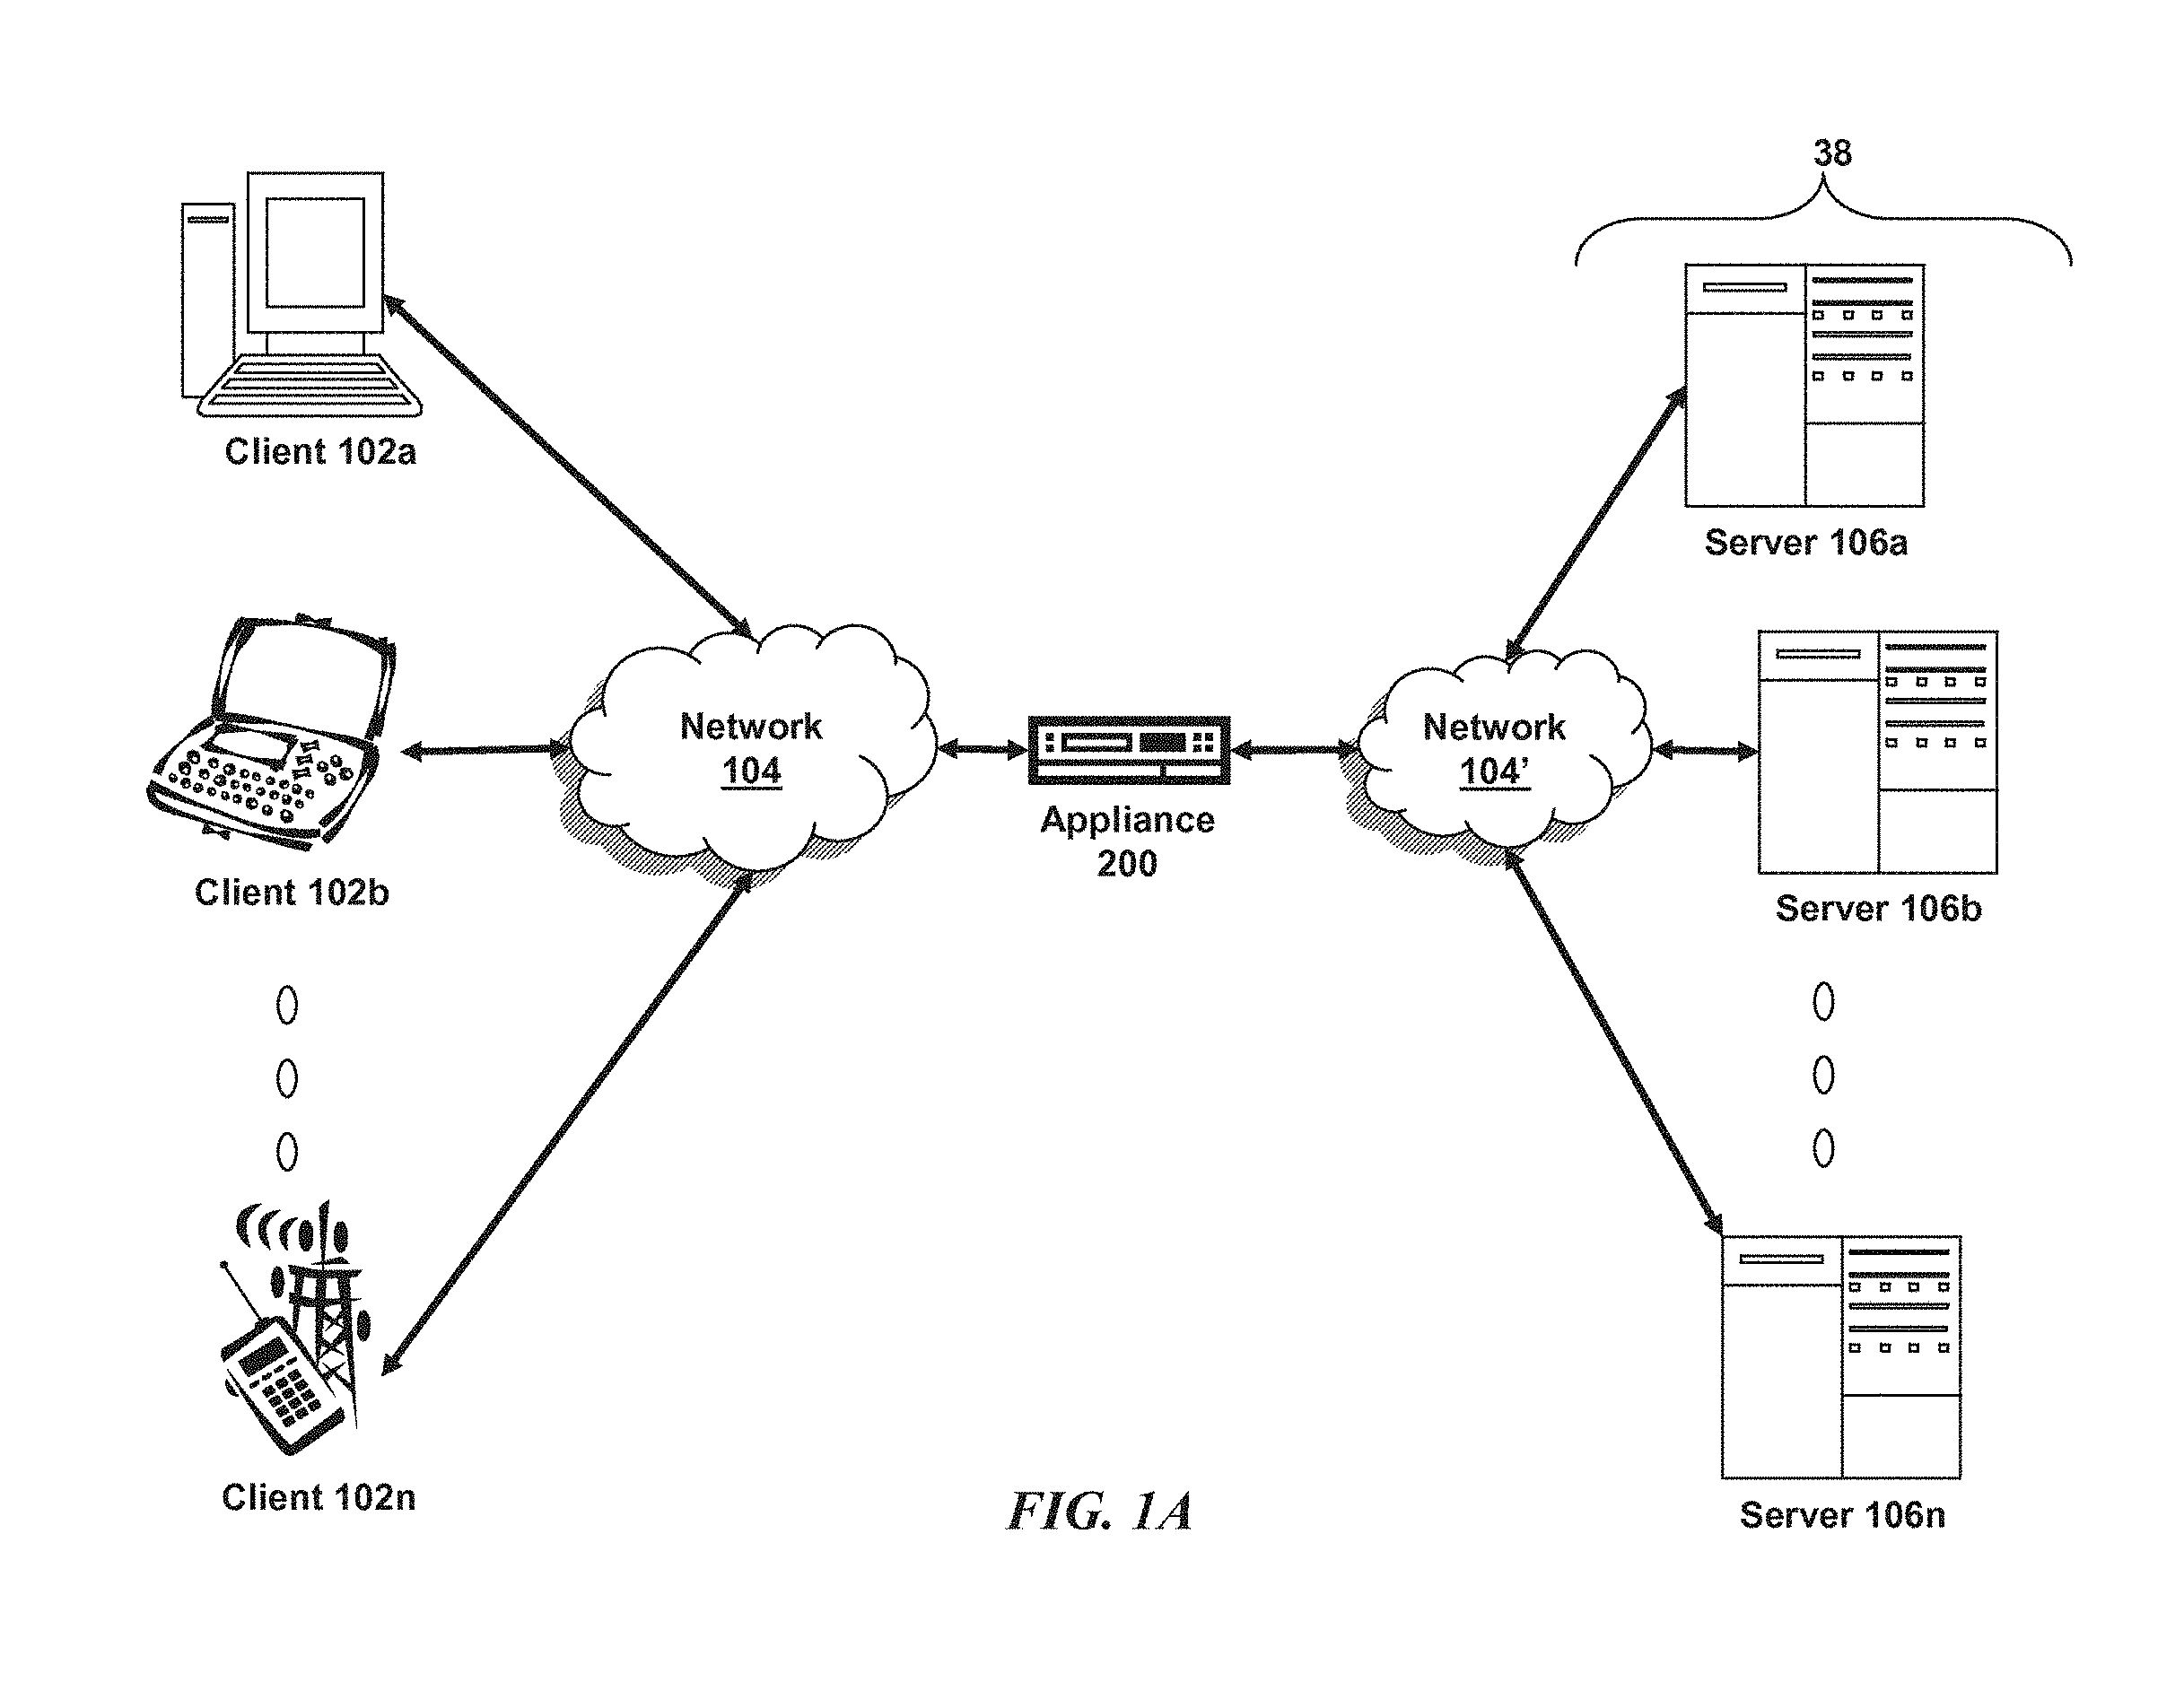 38
Client 102a
Server 106a
Network
104
Appliance
200
Network
104’
Client 102b
Server 106b
Client 102n
Server 106n
FIG. 1A